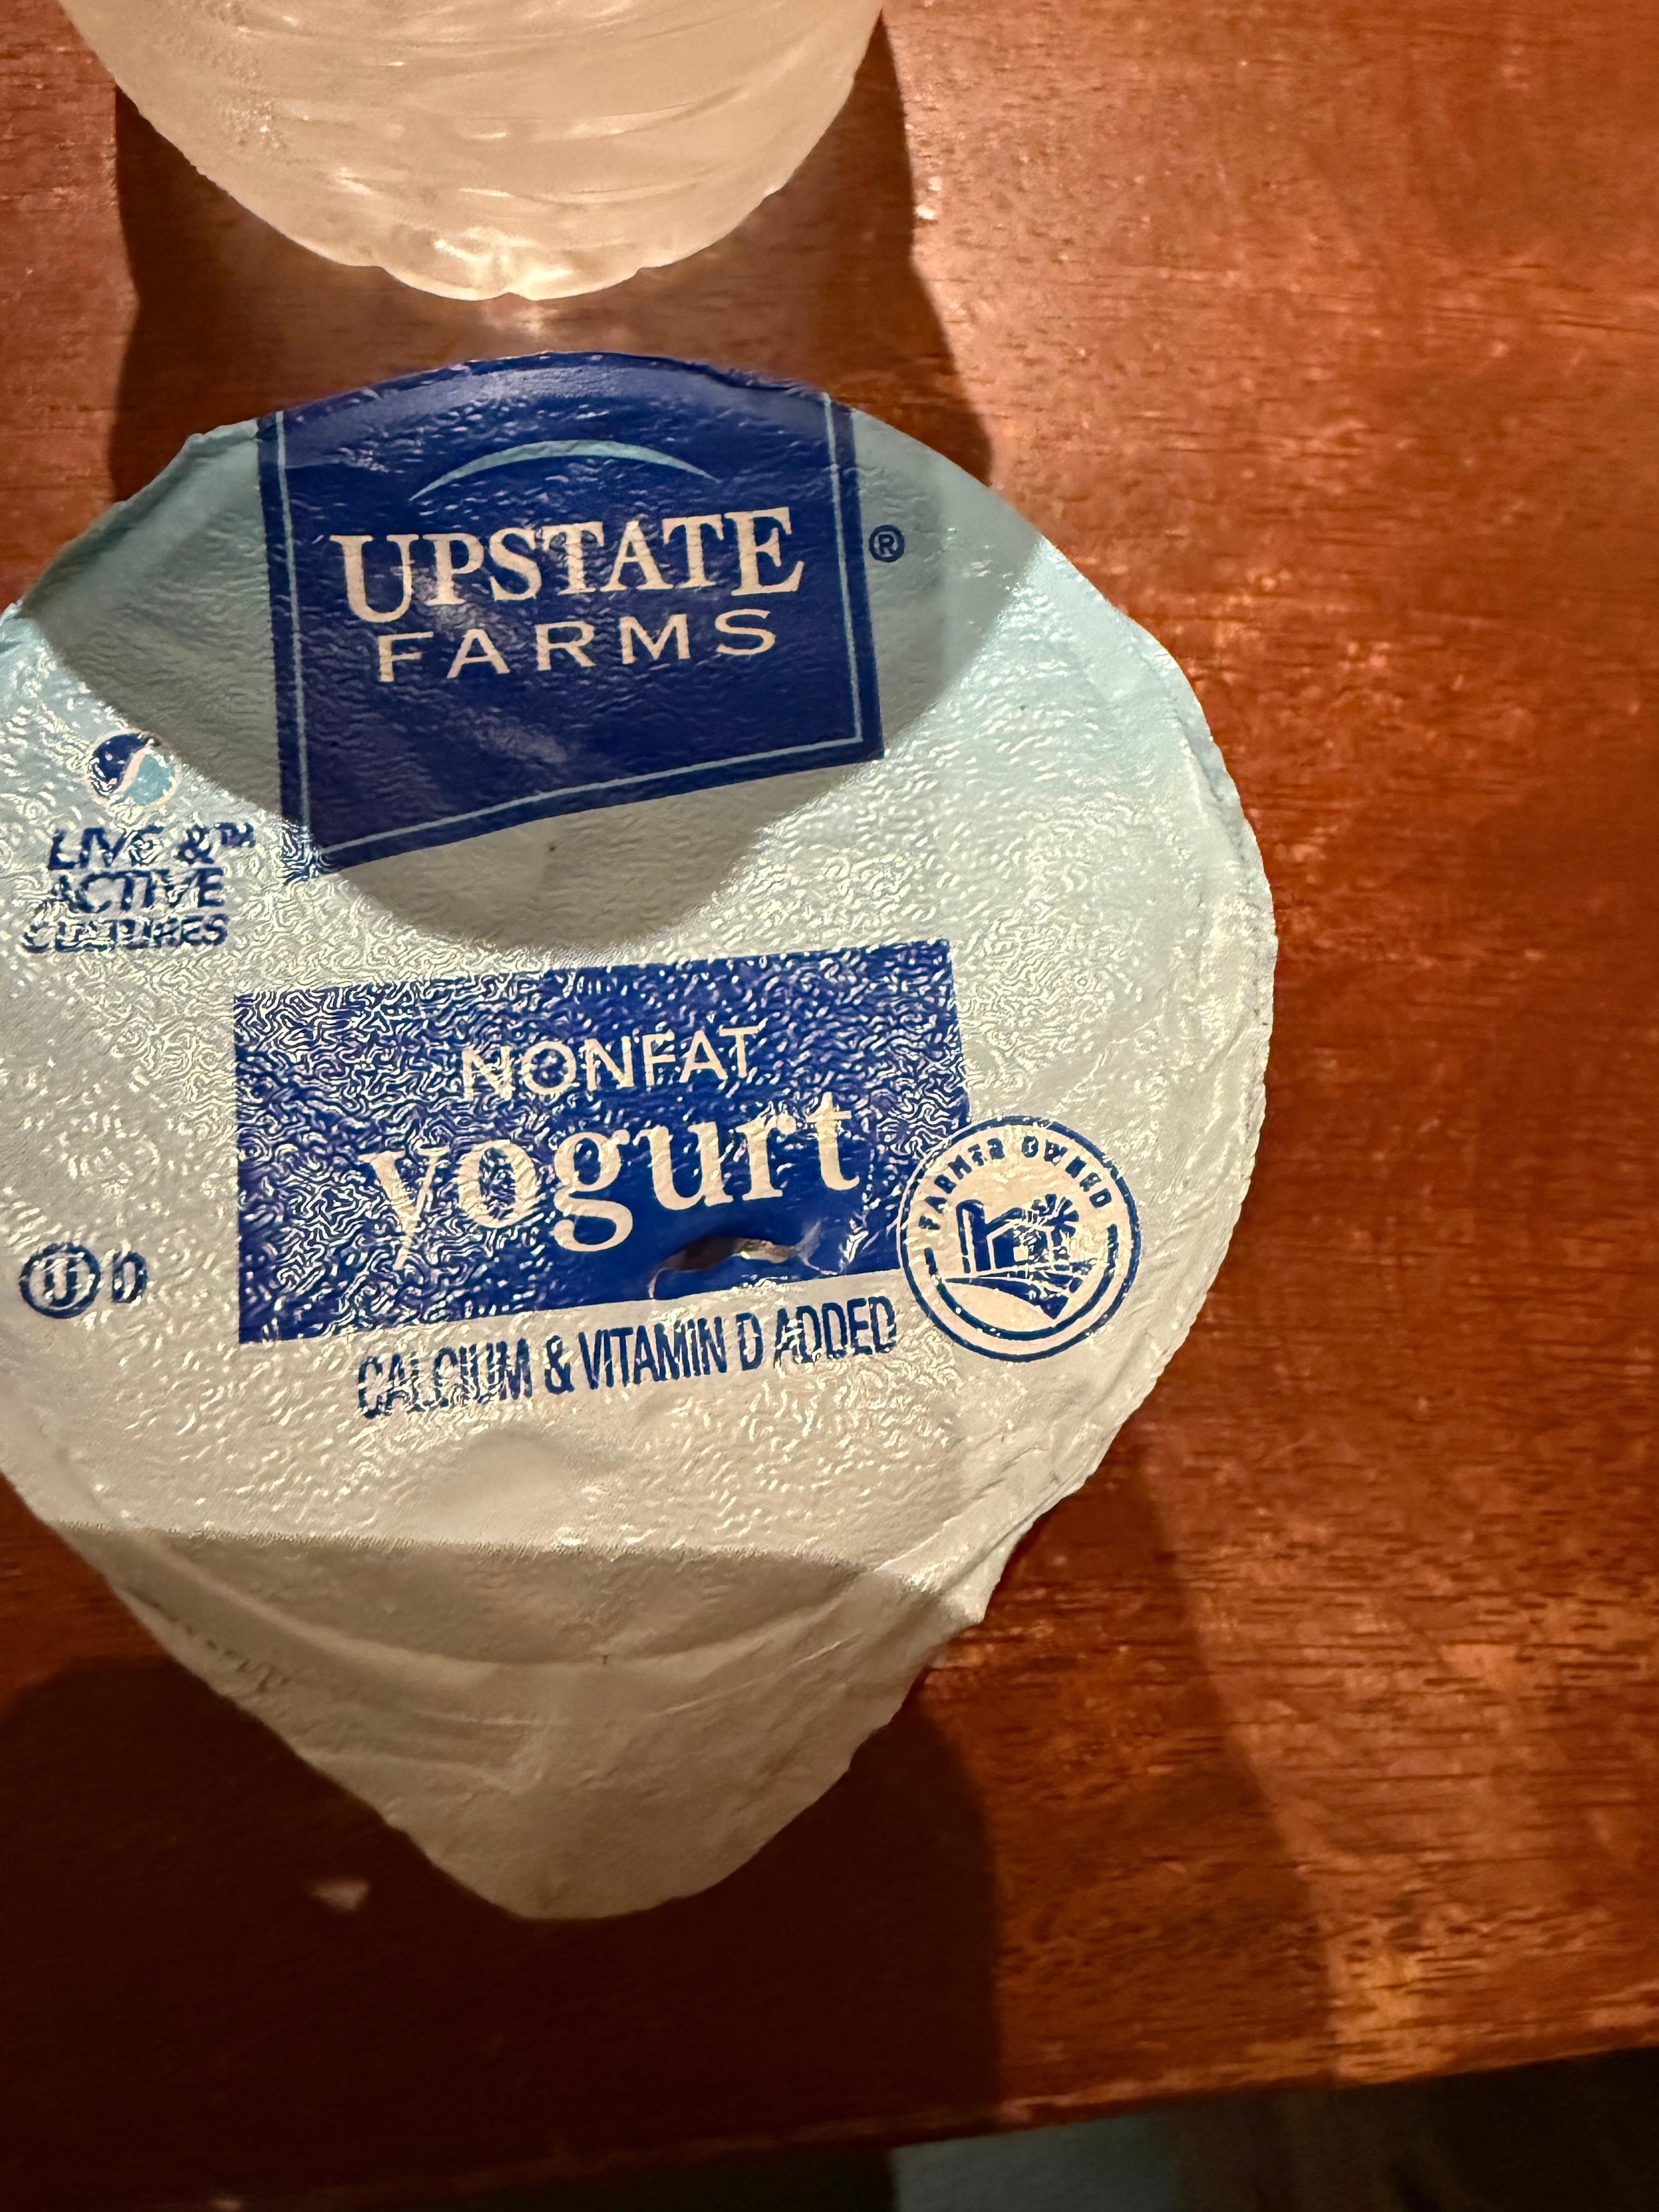 UPSTATE
FARMS
®
LIVE &™
ACTIVE
CULTURES
NONFAT
yogurt
FARMER OWNED
Ⓤ D
CALCIUM & VITAMIN D ADDED